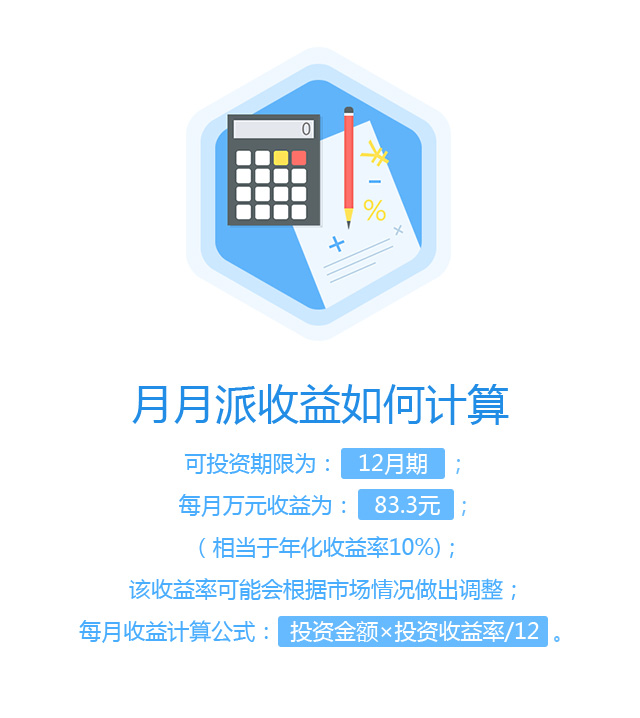 0
¥
%
月月派收益如何计算
可投资期限为：12月期；
每月万元收益为：83.3元；
（相当于年化收益率10%)；
该收益率可能会根据市场情况做出调整；
每月收益计算公式：投资金额×投资收益率/12。